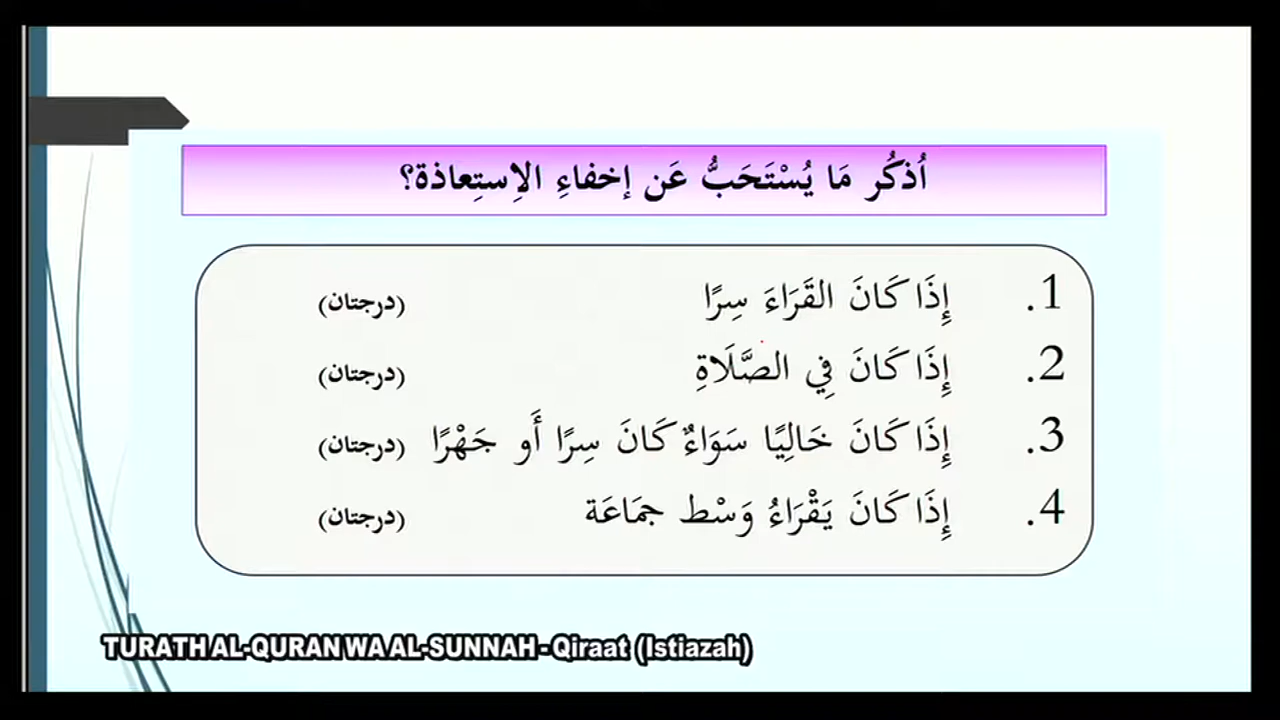 اُذكُر مَا يُسْتَحَبُّ عَن إخفاءِ الاِستِعاذة؟
1. إِذَا كَانَ القَرَاءَ سِرًا (درجتان)
2. إِذَا كَانَ فِي الصَّلَاةِ (درجتان)
3. إِذَا كَانَ خَالِيًا سَوَاءٌ كَانَ سِرًا أَو جَهْرًا (درجتان)
4. إِذَا كَانَ يَقْرَاءُ وَسْط جمَاعَة (درجتان)
TURATH AL-QURAN WA AL-SUNNAH - Qiraat (Istiazah)